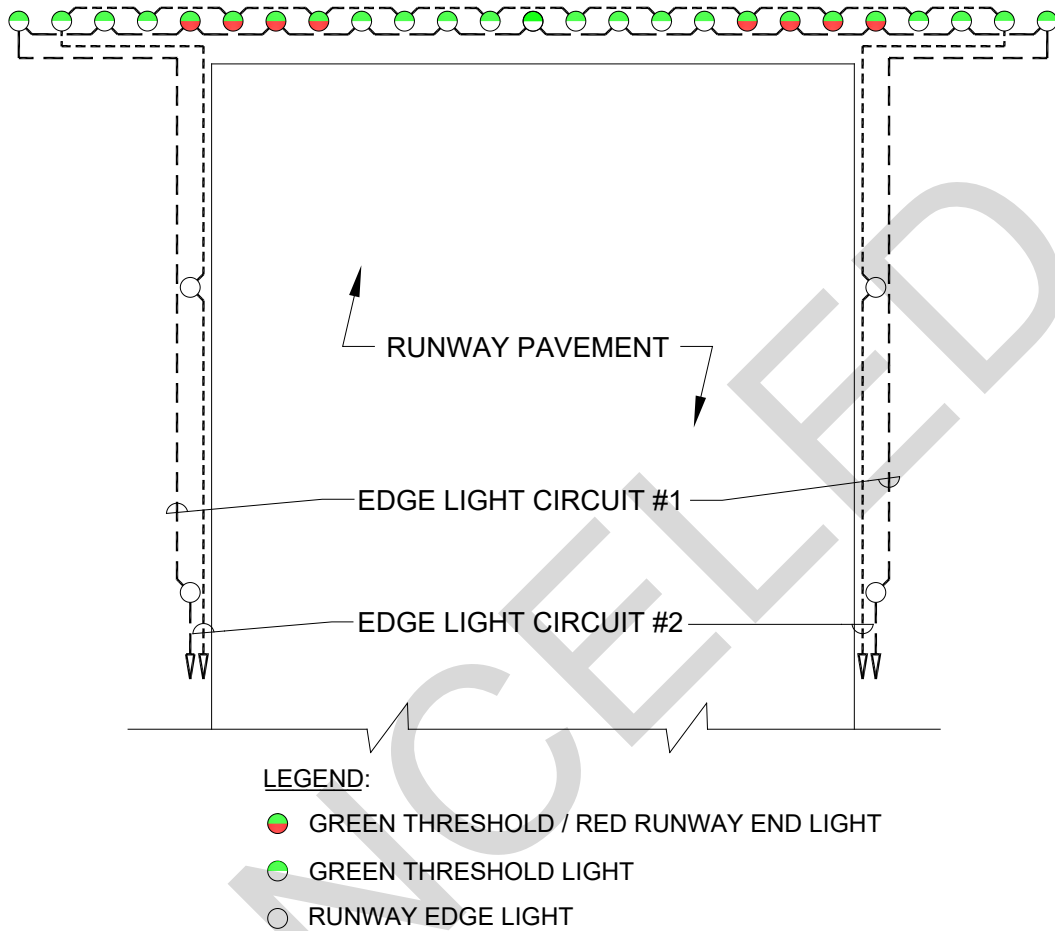 RUNWAY PAVEMENT
EDGE LIGHT CIRCUIT #1
EDGE LIGHT CIRCUIT #2
LEGEND:
GREEN THRESHOLD / RED RUNWAY END LIGHT
GREEN THRESHOLD LIGHT
RUNWAY EDGE LIGHT
NCELED